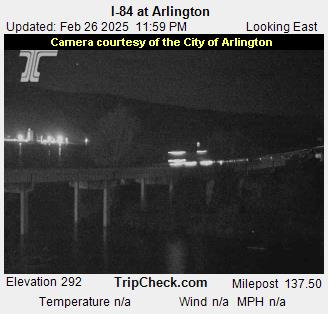 I-84 at Arlington
Updated: Feb 26 2025 11:59 PM Looking East
Camera courtesy of the City of Arlington
Elevation 292 TripCheck.com Milepost 137.50
Temperature n/a Wind n/a MPH n/a